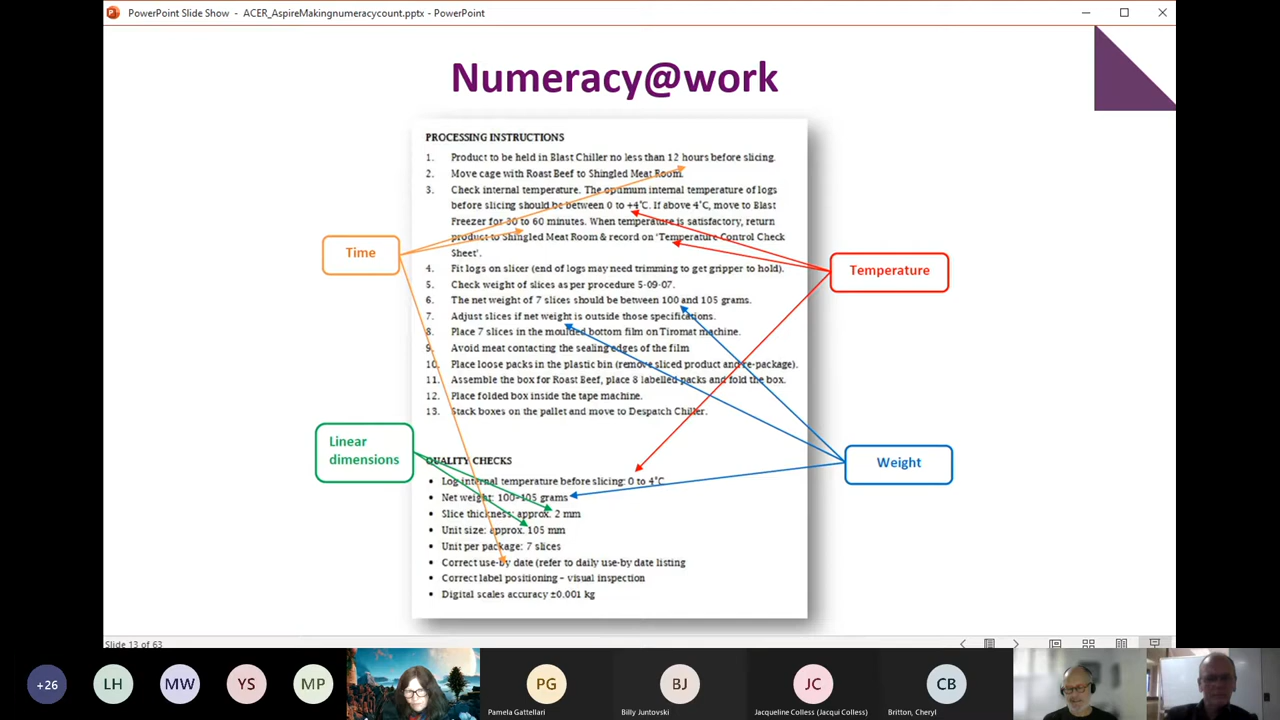 PowerPoint Slide Show - ACER_AspireMakingnumeracycount.pptx - PowerPoint
Numeracy@work
PROCESSING INSTRUCTIONS
1. Product to be held in Blast Chiller no less than 12 hours before slicing.
2. Move cage with Roast Beef to Shingled Meat Room.
3. Check internal temperature. The optimum internal temperature of logs
before slicing should be between 0 to +4°C. If above 4°C, move to Blast
Freezer for 30 to 60 minutes. When temperature is satisfactory, return
product to Shingled Meat Room & record on 'Temperature Control Check
Sheet'.
4. Fit logs on slicer (end of logs may need trimming to get gripper to hold).
5. Check weight of slices as per procedure 5-09-07.
6. The net weight of 7 slices should be between 100 and 105 grams.
7. Adjust slices if net weight is outside those specifications.
8. Place 7 slices in the moulded bottom film on Tiromat machine.
9. Avoid meat contacting the sealing edges of the film
10. Place loose packs in the plastic bin (remove sliced product and re-package).
11. Assemble the box for Roast Beef, place 8 labelled packs and fold the box.
12. Place folded box inside the tape machine.
13. Stack boxes on the pallet and move to Despatch Chiller.
QUALITY CHECKS
• Log internal temperature before slicing: 0 to 4°C
• Net weight: 100-105 grams
• Slice thickness: approx. 2 mm
• Unit size: approx. 105 mm
• Unit per package: 7 slices
• Correct use-by date (refer to daily use-by date listing
• Correct label positioning – visual inspection
• Digital scales accuracy ±0.001 kg
Time
Linear
dimensions
Temperature
Weight
Slide 13 of 63
+26 LH MW YS MP PG BJ JC CB
Pamela Gattellari Billy Juntovski Jacqueline Colless (Jacqui Colless) Britton, Cheryl